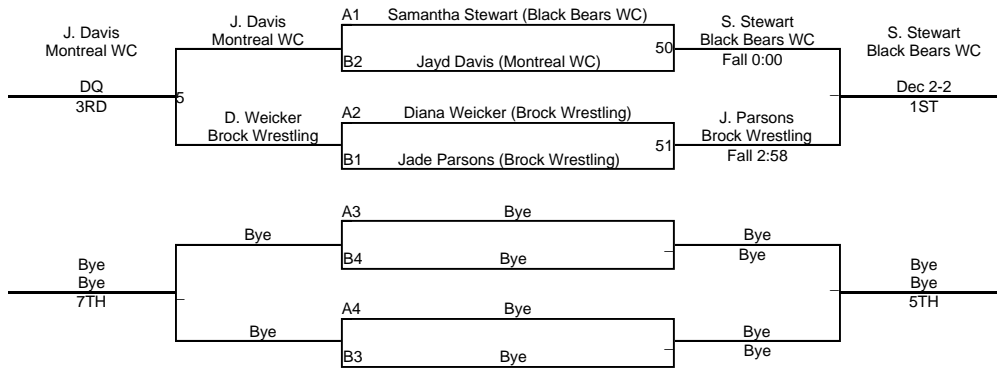 J. Davis
Montreal WC
DQ
3RD
5
J. Davis
Montreal WC
D. Weicker
Brock Wrestling
A1 Samantha Stewart (Black Bears WC)
50
B2 Jayd Davis (Montreal WC)
A2 Diana Weicker (Brock Wrestling)
51
B1 Jade Parsons (Brock Wrestling)
S. Stewart
Black Bears WC
Fall 0:00
J. Parsons
Brock Wrestling
Fall 2:58
S. Stewart
Black Bears WC
Dec 2-2
1ST
Bye
Bye
7TH
Bye
Bye
A3 Bye
B4 Bye
A4 Bye
B3 Bye
Bye
Bye
Bye
Bye
Bye
Bye
5TH